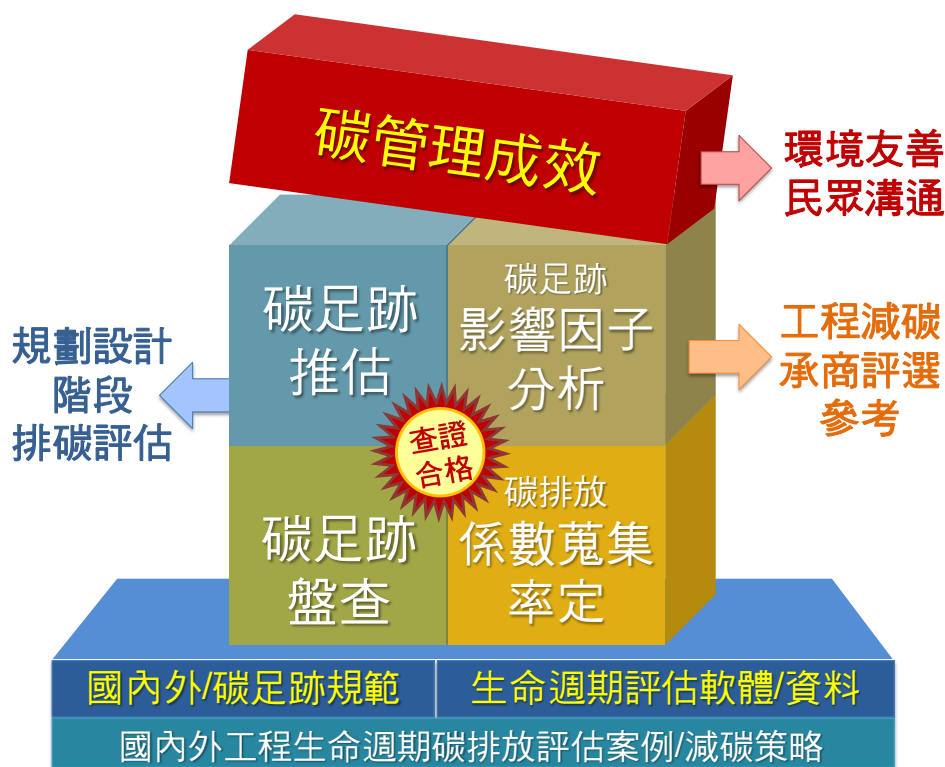 碳管理成效
環境友善
民眾溝通
碳足跡
推估
碳足跡
影響因子
分析
工程減碳
承商評選
參考
規劃設計
階段
排碳評估
查證
合格
碳足跡
盤查
碳排放
係數蒐集
率定
國內外/碳足跡規範
生命週期評估軟體/資料
國內外工程生命週期碳排放評估案例/減碳策略